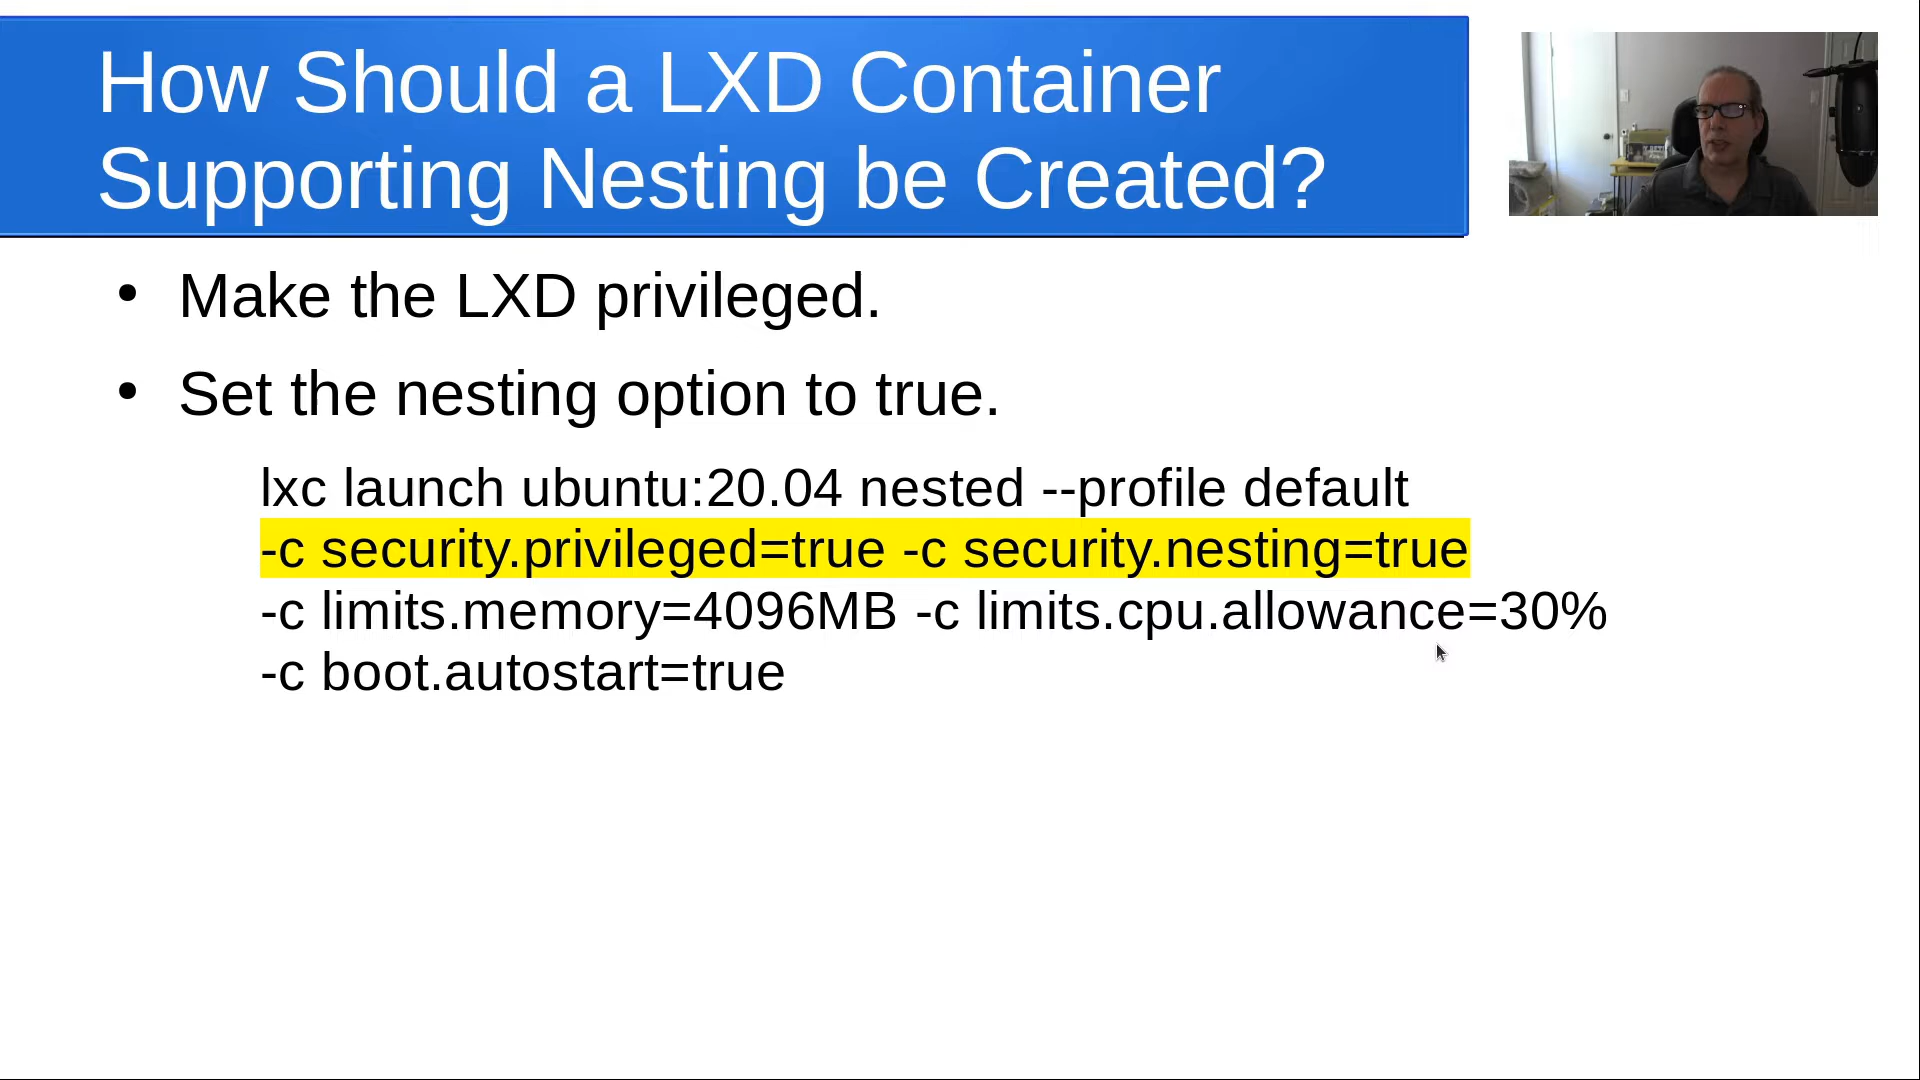 How Should a LXD Container
Supporting Nesting be Created?
• Make the LXD privileged.
• Set the nesting option to true.
lxc launch ubuntu:20.04 nested --profile default
-c security.privileged=true -c security.nesting=true
-c limits.memory=4096MB -c limits.cpu.allowance=30%
-c boot.autostart=true